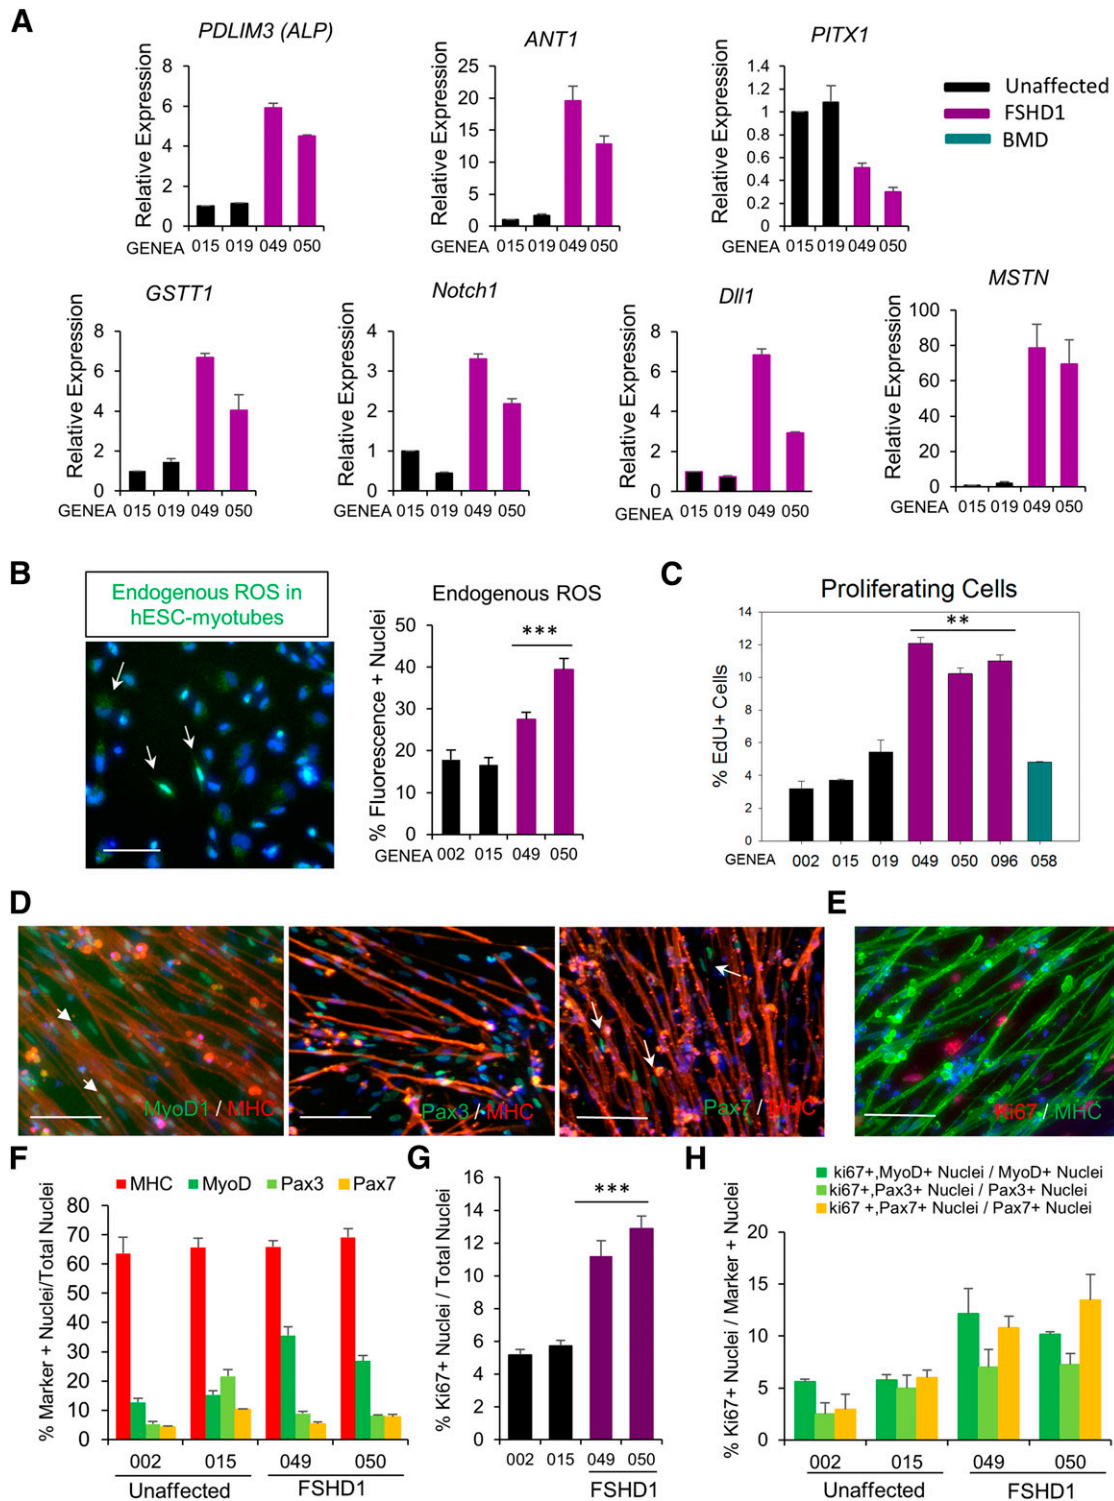 A
PDLIM3 (ALP)
Relative Expression
8
6
4
2
0
GENEA 015 019 049 050
ANT1
Relative Expression
25
20
15
10
5
0
GENEA 015 019 049 050
PITX1
Relative Expression
1.4
1.2
1
0.8
0.6
0.4
0.2
0
GENEA 015 019 049 050
Unaffected
FSHD1
BMD
GSTT1
Relative Expression
8
6
4
2
0
GENEA 015 019 049 050
Notch1
Relative Expression
4
3
2
1
0
GENEA 015 019 049 050
Dll1
Relative Expression
8
6
4
2
0
GENEA 015 019 049 050
MSTN
Relative Expression
100
80
60
40
20
0
GENEA 015 019 049 050
B
Endogenous ROS in
hESC-myotubes
Endogenous ROS
% Fluorescence + Nuclei
50
40
30
20
10
0
***
GENEA 002 015 049 050
C
Proliferating Cells
% EdU+ Cells
14
12
10
8
6
4
2
0
**
GENEA 002 015 019 049 050 096 058
D
MyoD1 / MHC
Pax3 / MHC
Pax7 / MHC
E
Ki67 / MHC
F
MHC MyoD Pax3 Pax7
% Marker + Nuclei/Total Nuclei
80
70
60
50
40
30
20
10
0
002 015 049 050
Unaffected FSHD1
G
% Ki67+ Nuclei / Total Nuclei
16
14
12
10
8
6
4
2
0
***
002 015 049 050
FSHD1
H
ki67+,MyoD+ Nuclei / MyoD+ Nuclei
ki67+,Pax3+ Nuclei / Pax3+ Nuclei
ki67 +,Pax7+ Nuclei / Pax7+ Nuclei
% Ki67+ Nuclei / Marker + Nuclei
20
15
10
5
0
002 015 049 050
Unaffected FSHD1